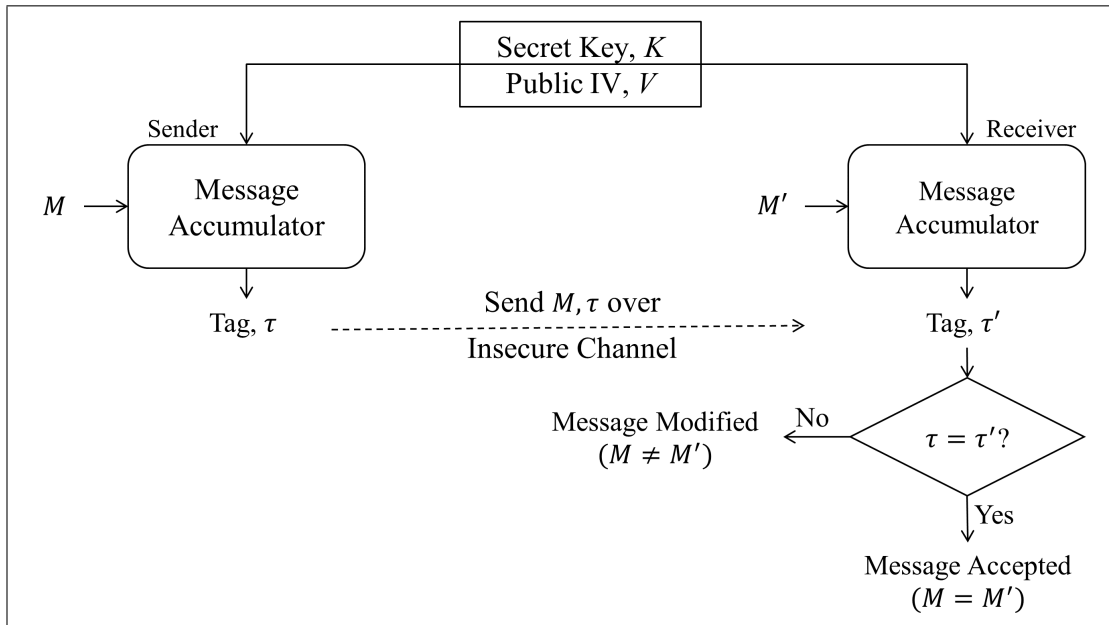 Secret Key, K
Public IV, V
Sender
Receiver
Message
Accumulator
M
Message
Accumulator
M′
Send M, τ over
Insecure Channel
Tag, τ
Tag, τ′
Message Modified
(M ≠ M′)
No
τ = τ′?
Yes
Message Accepted
(M = M′)